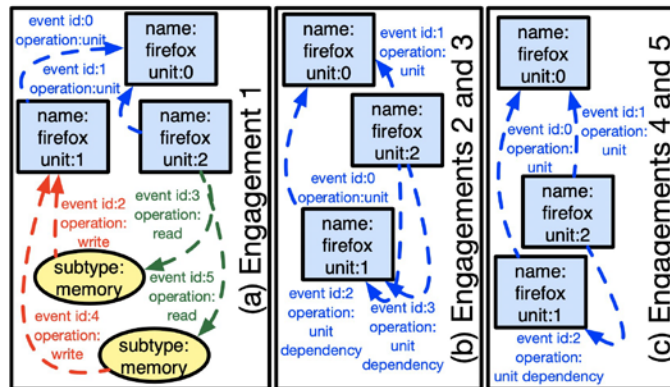 name:
firefox
unit:0
event id:0
operation:unit
event id:1
operation:unit
name:
firefox
unit:1
name:
firefox
unit:2
event id:2
operation:
write
event id:3
operation:
read
subtype:
memory
event id:5
operation:
read
event id:4
operation:
write
subtype:
memory
(a) Engagement 1
name:
firefox
unit:0
event id:1
operation:
unit
name:
firefox
unit:2
event id:0
operation:unit
name:
firefox
unit:1
event id:2
operation:
unit
dependency
event id:3
operation:
unit
dependency
(b) Engagements 2 and 3
name:
firefox
unit:0
event id:0
operation:
unit
event id:1
operation:
unit
name:
firefox
unit:2
name:
firefox
unit:1
event id:2
operation:
unit dependency
(c) Engagements 4 and 5